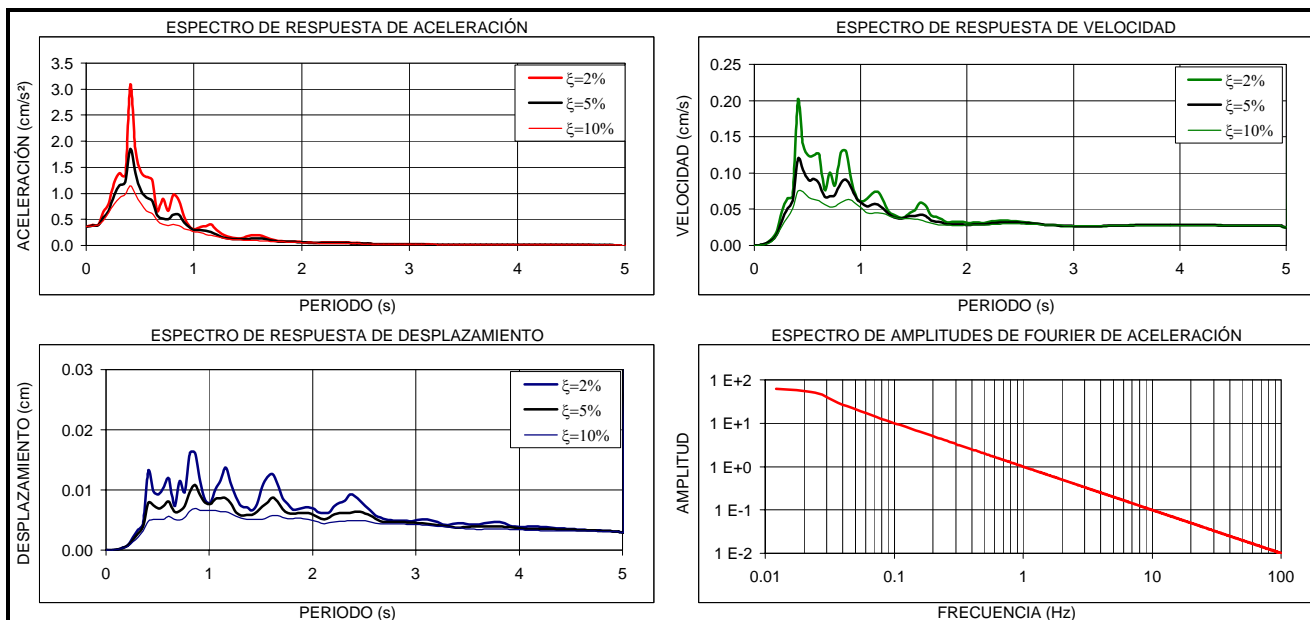 ESPECTRO DE RESPUESTA DE ACELERACIÓN
ACELERACIÓN (cm/s²)
3.5
3.0
2.5
2.0
1.5
1.0
0.5
0.0
ξ=2%
ξ=5%
ξ=10%
0 1 2 3 4 5
PERIODO (s)
ESPECTRO DE RESPUESTA DE VELOCIDAD
VELOCIDAD (cm/s)
0.25
0.20
0.15
0.10
0.05
0.00
ξ=2%
ξ=5%
ξ=10%
0 1 2 3 4 5
PERIODO (s)
ESPECTRO DE RESPUESTA DE DESPLAZAMIENTO
DESPLAZAMIENTO (cm)
0.03
0.02
0.01
0.00
ξ=2%
ξ=5%
ξ=10%
0 1 2 3 4 5
PERIODO (s)
ESPECTRO DE AMPLITUDES DE FOURIER DE ACELERACIÓN
AMPLITUD
1 E+2
1 E+1
1 E+0
1 E-1
1 E-2
0.01 0.1 1 10 100
FRECUENCIA (Hz)